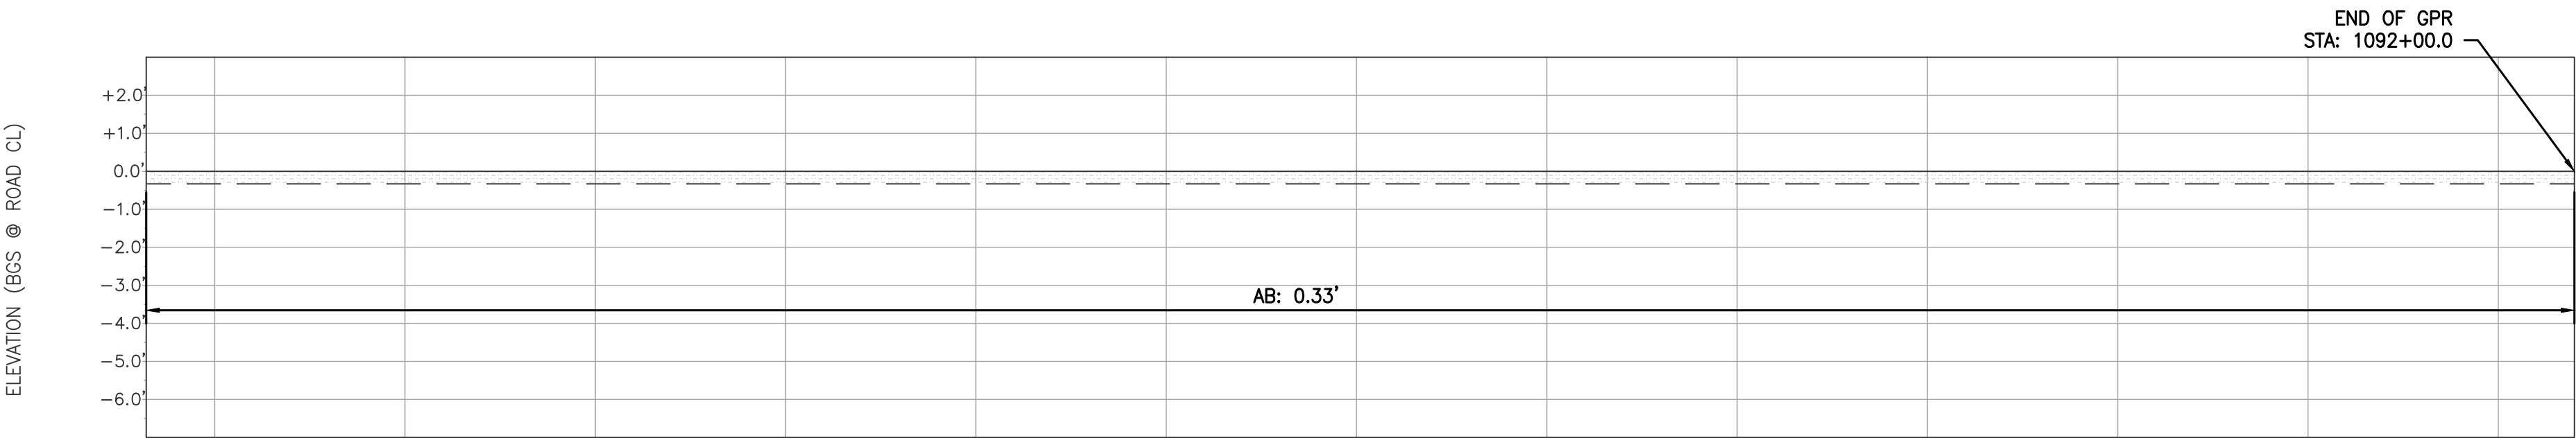 END OF GPR
STA: 1092+00.0
ELEVATION (BGS @ ROAD CL)
+2.0'
+1.0'
0.0'
-1.0'
-2.0'
-3.0'
AB: 0.33'
-4.0'
-5.0'
-6.0'